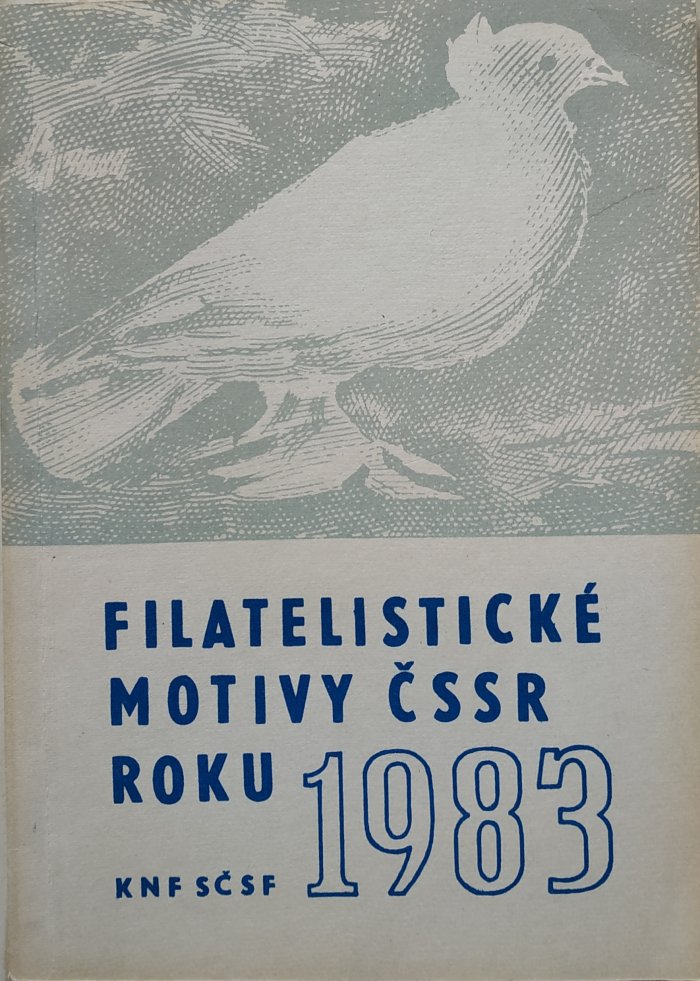 FILATELISTICKÉ
MOTIVY ČSSR
ROKU 1983
KNF SČSF